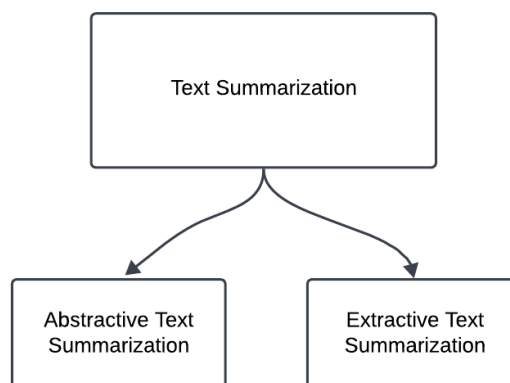 Text Summarization
Abstractive Text
Summarization
Extractive Text
Summarization